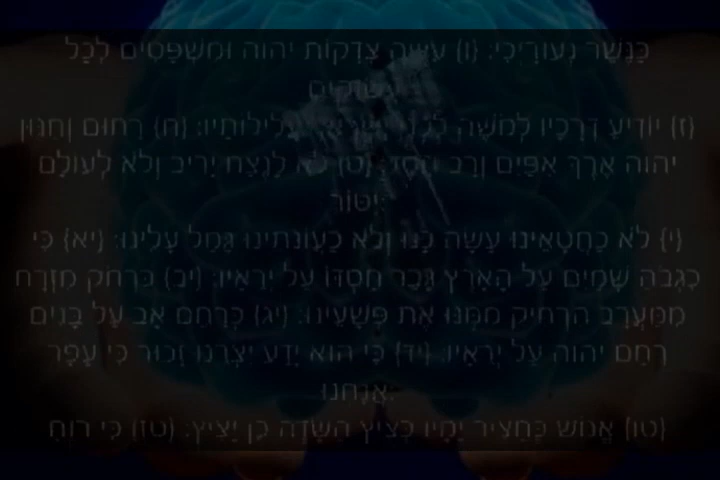 כַּנֶּשֶׁר נְעוּרָיְכִי: {ו} עֹשֵׂה צְדָקוֹת יהוה וּמִשְׁפָּטִים לְכָל
עֲשׁוּקִים
{ז} יוֹדִיעַ דְּרָכָיו לְמֹשֶׁה לִבְנֵי יִשְׂרָאֵל עֲלִילוֹתָיו: {ח} רַחוּם וְחַנּוּן
יהוה אֶרֶךְ אַפַּיִם וְרַב חָסֶד: {ט} לֹא לָנֶצַח יָרִיב וְלֹא לְעוֹלָם
יִטּוֹר:
{י} לֹא כַחֲטָאֵינוּ עָשָׂה לָנוּ וְלֹא כַעֲוֹנֹתֵינוּ גָּמַל עָלֵינוּ: {יא} כִּי
כִגְבֹהַּ שָׁמַיִם עַל הָאָרֶץ גָּבַר חַסְדּוֹ עַל יְרֵאָיו: {יב} כִּרְחֹק מִזְרָח
מִמַּעֲרָב הִרְחִיק מִמֶּנּוּ אֶת פְּשָׁעֵינוּ: {יג} כְּרַחֵם אָב עַל בָּנִים
רִחַם יהוה עַל יְרֵאָיו: {יד} כִּי הוּא יָדַע יִצְרֵנוּ זָכוּר כִּי עָפָר
אֲנָחְנוּ:
{טו} אֱנוֹשׁ כֶּחָצִיר יָמָיו כְּצִיץ הַשָּׂדֶה כֵּן יָצִיץ: {טז} כִּי רוּחַ